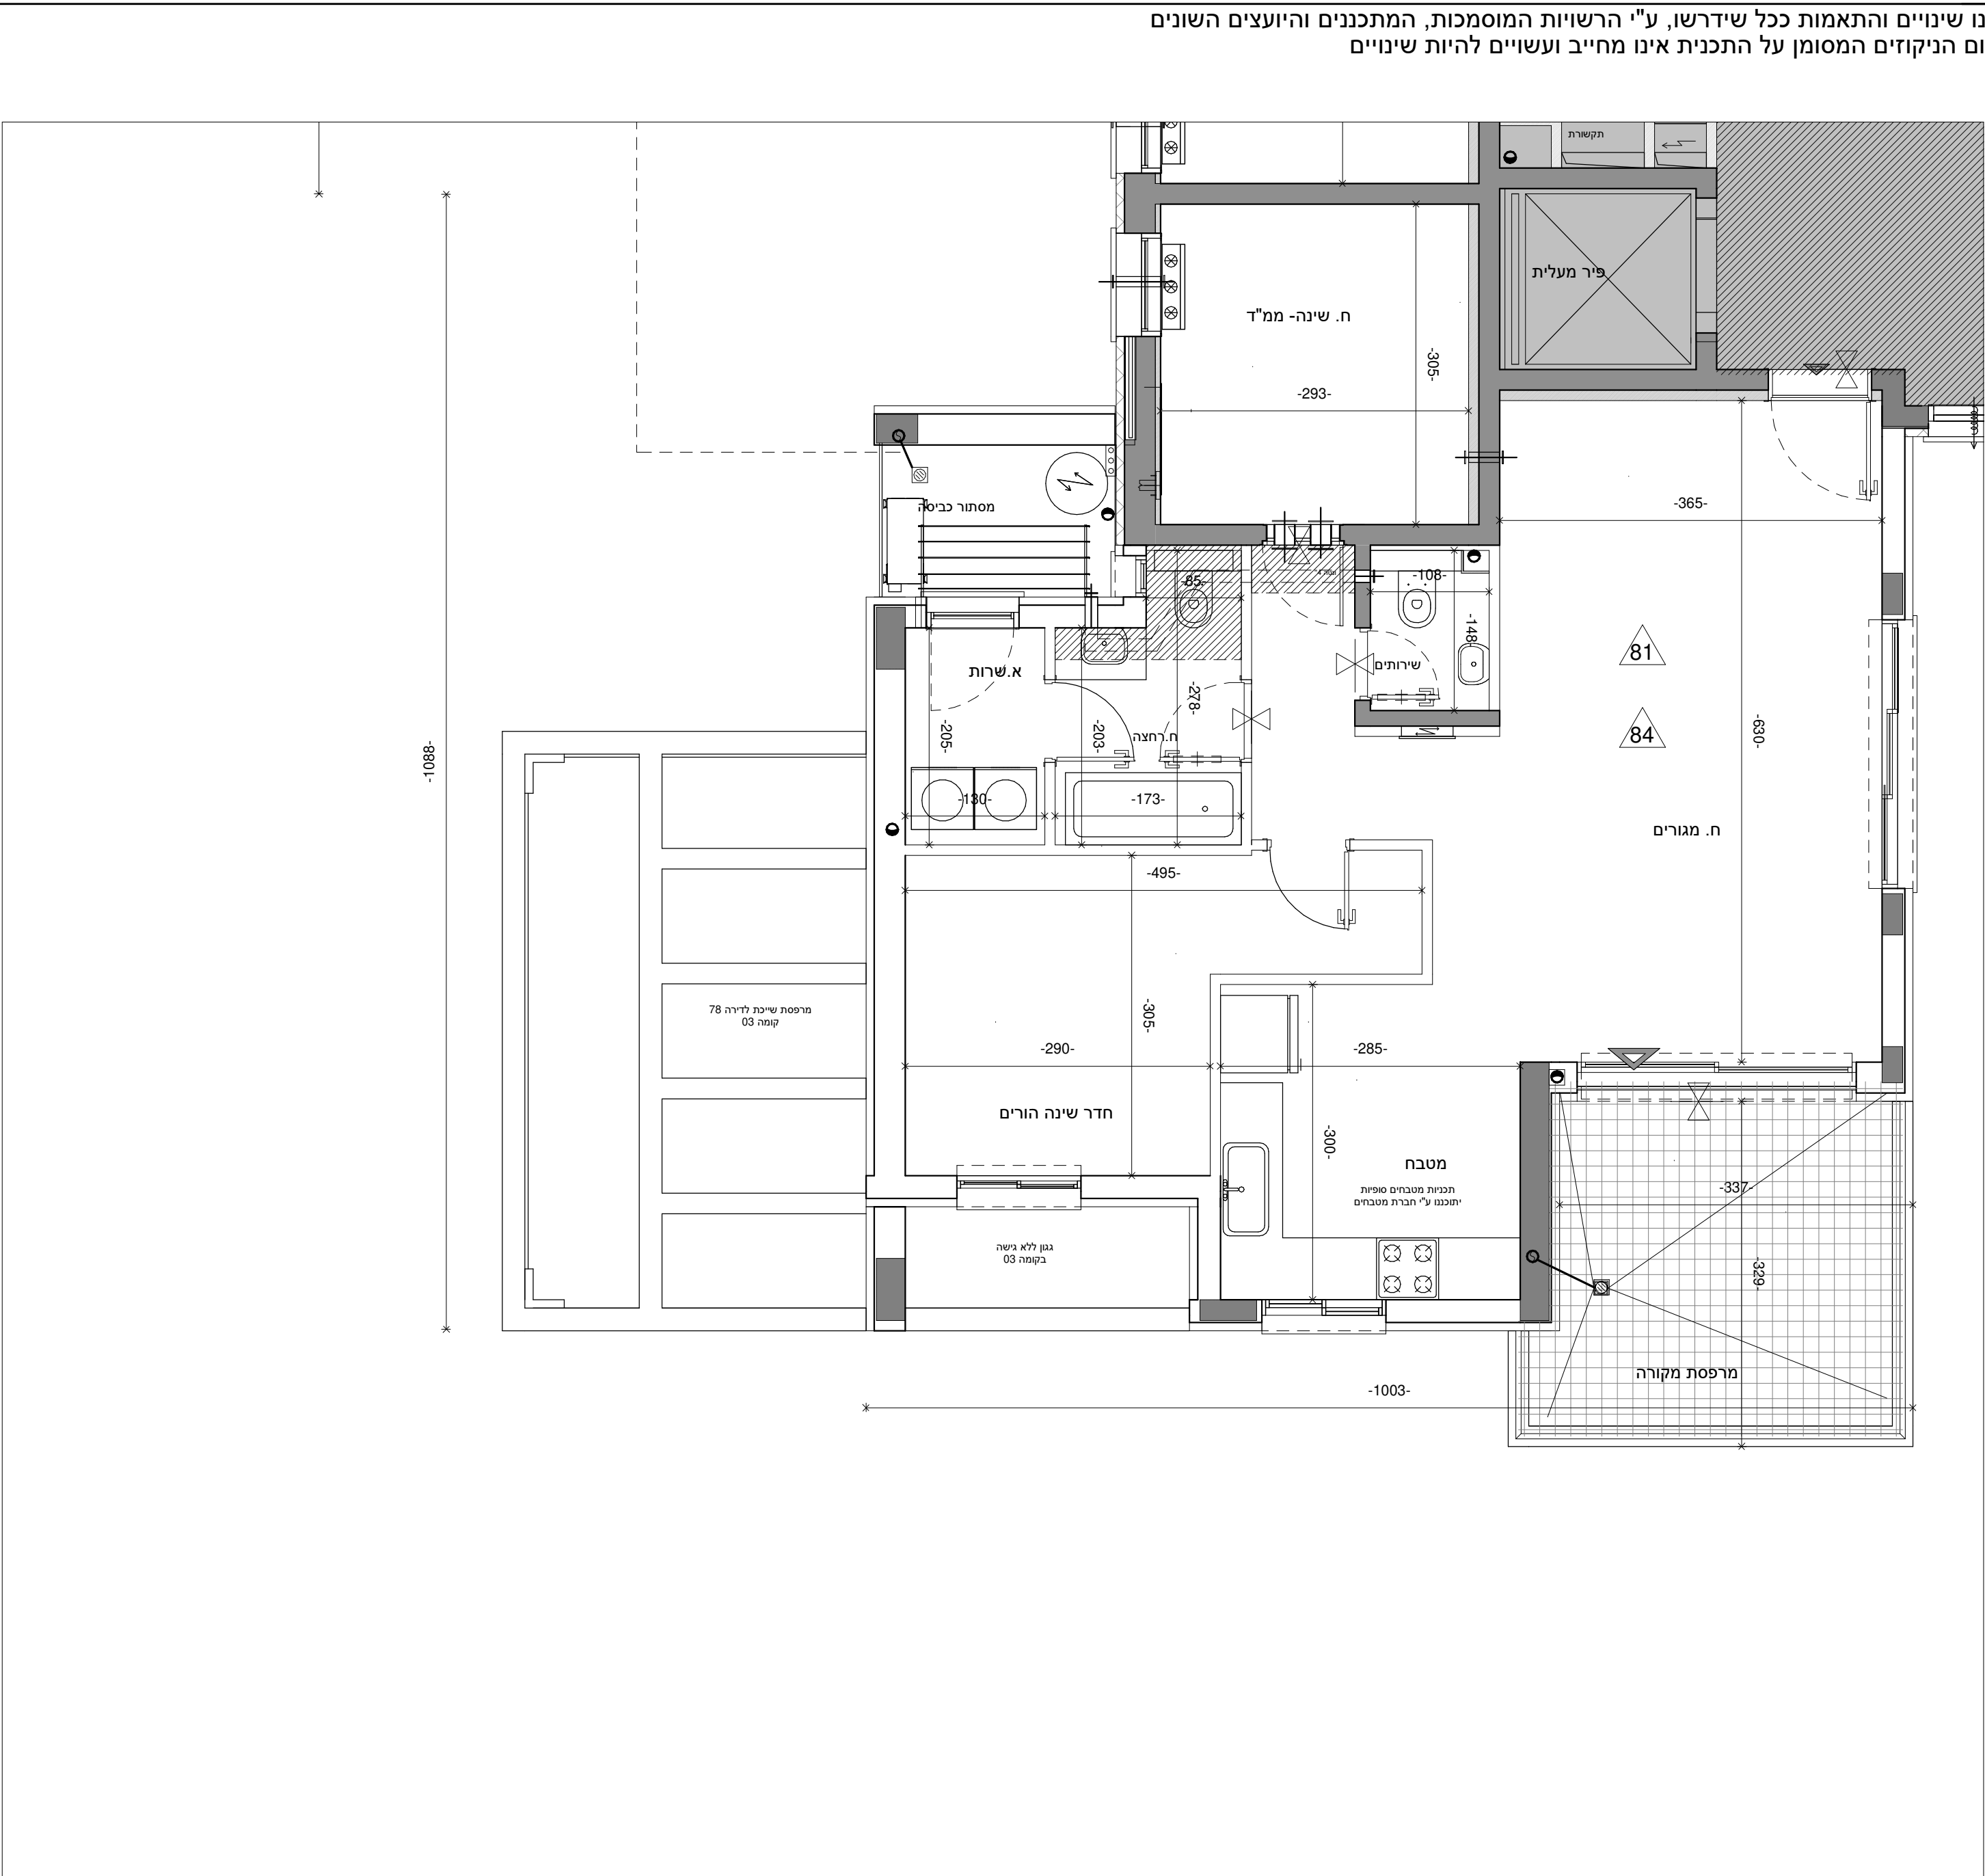 נו שינויים והתאמות ככל שידרשו, ע"י הרשויות המוסמכות, המתכננים והיועצים השונים
ום הניקוזים המסומן על התכנית אינו מחייב ועשויים להיות שינויים
תקשורת
פיר מעלית
ח. שינה- ממ"ד
-305-
-293-
-365-
מסתור כביסה
-85-
-108-
-148-
שירותים
81
א.שרות
-278-
-205-
-203-
ח.רחצה
84
-630-
-1088-
-130-
-173-
ח. מגורים
-495-
מרפסת שייכת לדירה 78
קומה 03
-305-
-290-
-285-
חדר שינה הורים
-300-
מטבח
תכניות מטבחים סופיות
יתוכננו ע"י חברת מטבחים
-337-
גגון ללא גישה
בקומה 03
-329-
מרפסת מקורה
-1003-